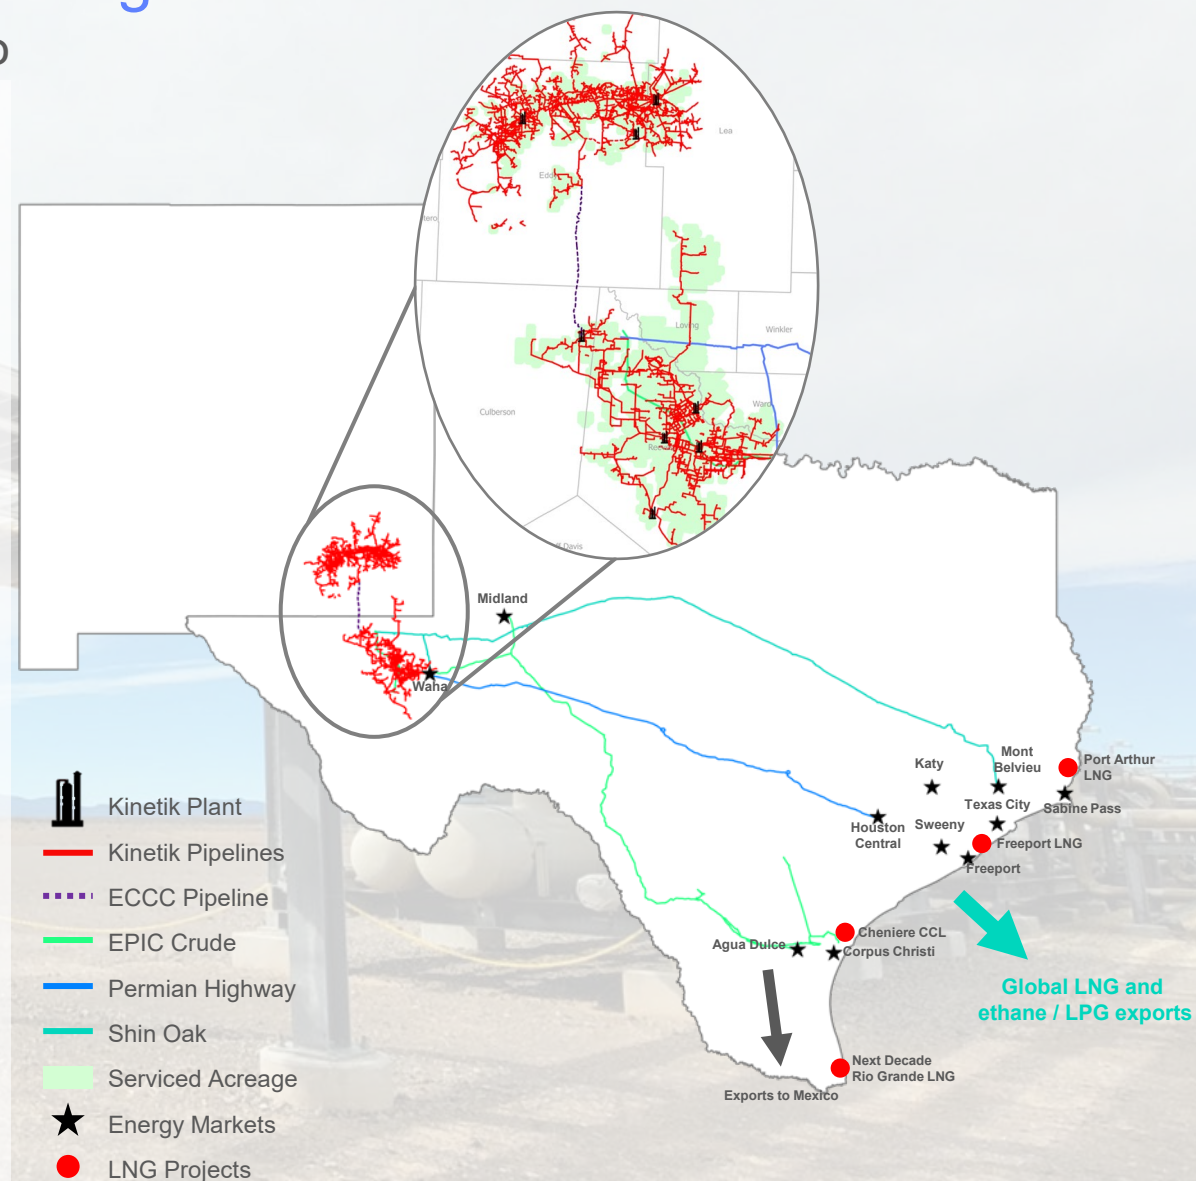 Lea
Eddy
tero
Loving
Winkler
Culberson
Ward
ff Davis
Midland
Waha
Katy
Mont
Belvieu
Port Arthur
LNG
Texas City
Sabine Pass
Houston
Central
Sweeny
Freeport LNG
Freeport
Agua Dulce
Cheniere CCL
Corpus Christi
Global LNG and
ethane / LPG exports
Next Decade
Rio Grande LNG
Exports to Mexico
Kinetik Plant
Kinetik Pipelines
ECCC Pipeline
EPIC Crude
Permian Highway
Shin Oak
Serviced Acreage
Energy Markets
LNG Projects